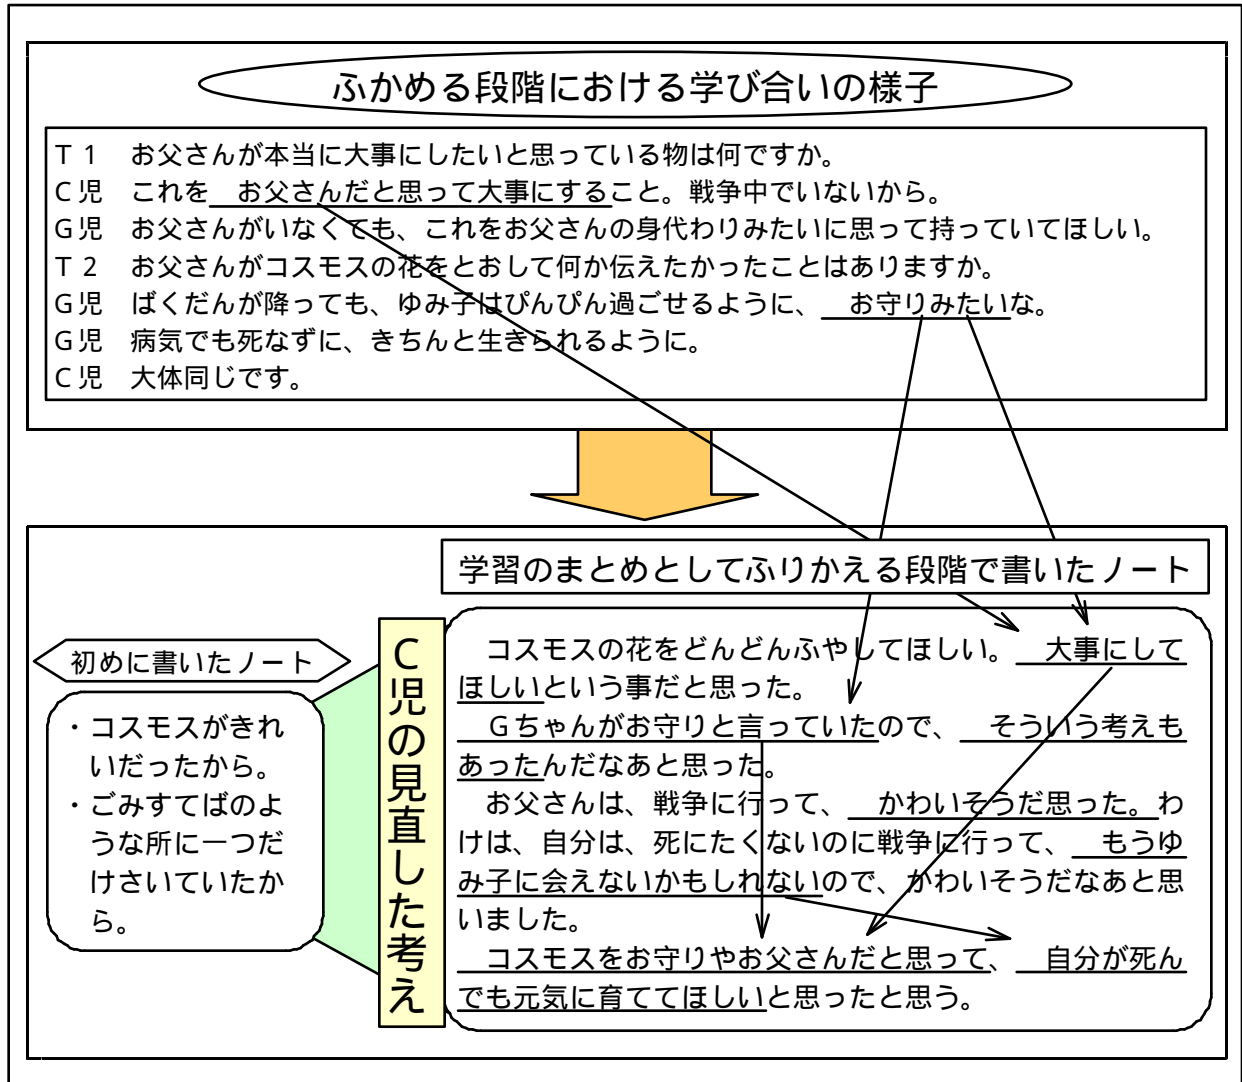 ふかめる段階における学び合いの様子
T1 お父さんが本当に大事にしたいと思っている物は何ですか。
C児 これを お父さんだと思って大事にすること。戦争中でいないから。
G児 お父さんがいなくても、これをお父さんの身代わりみたいに思って持っていてほしい。
T2 お父さんがコスモスの花をとおして何か伝えたかったことはありますか。
G児 ばくだんが降っても、ゆみ子はぴんぴん過ごせるように、 お守りみたいな。
G児 病気でも死なずに、きちんと生きられるように。
C児 大体同じです。
学習のまとめとしてふりかえる段階で書いたノート
初めに書いたノート
・コスモスがきれ
いだったから。
・ごみすてばのよ
うな所に一つだ
けさいていたか
ら。
C児の見直した考え
コスモスの花をどんどんふやしてほしい。 大事にして
ほしいという事だと思った。
Gちゃんがお守りと言っていたので、 そういう考えも
あったんだなあと思った。
お父さんは、戦争に行って、 かわいそうだ思った。わ
けは、自分は、死にたくないのに戦争に行って、 もうゆ
み子に会えないかもしれないので、かわいそうだなあと思
いました。
コスモスをお守りやお父さんだと思って、 自分が死ん
でも元気に育ててほしいと思ったと思う。